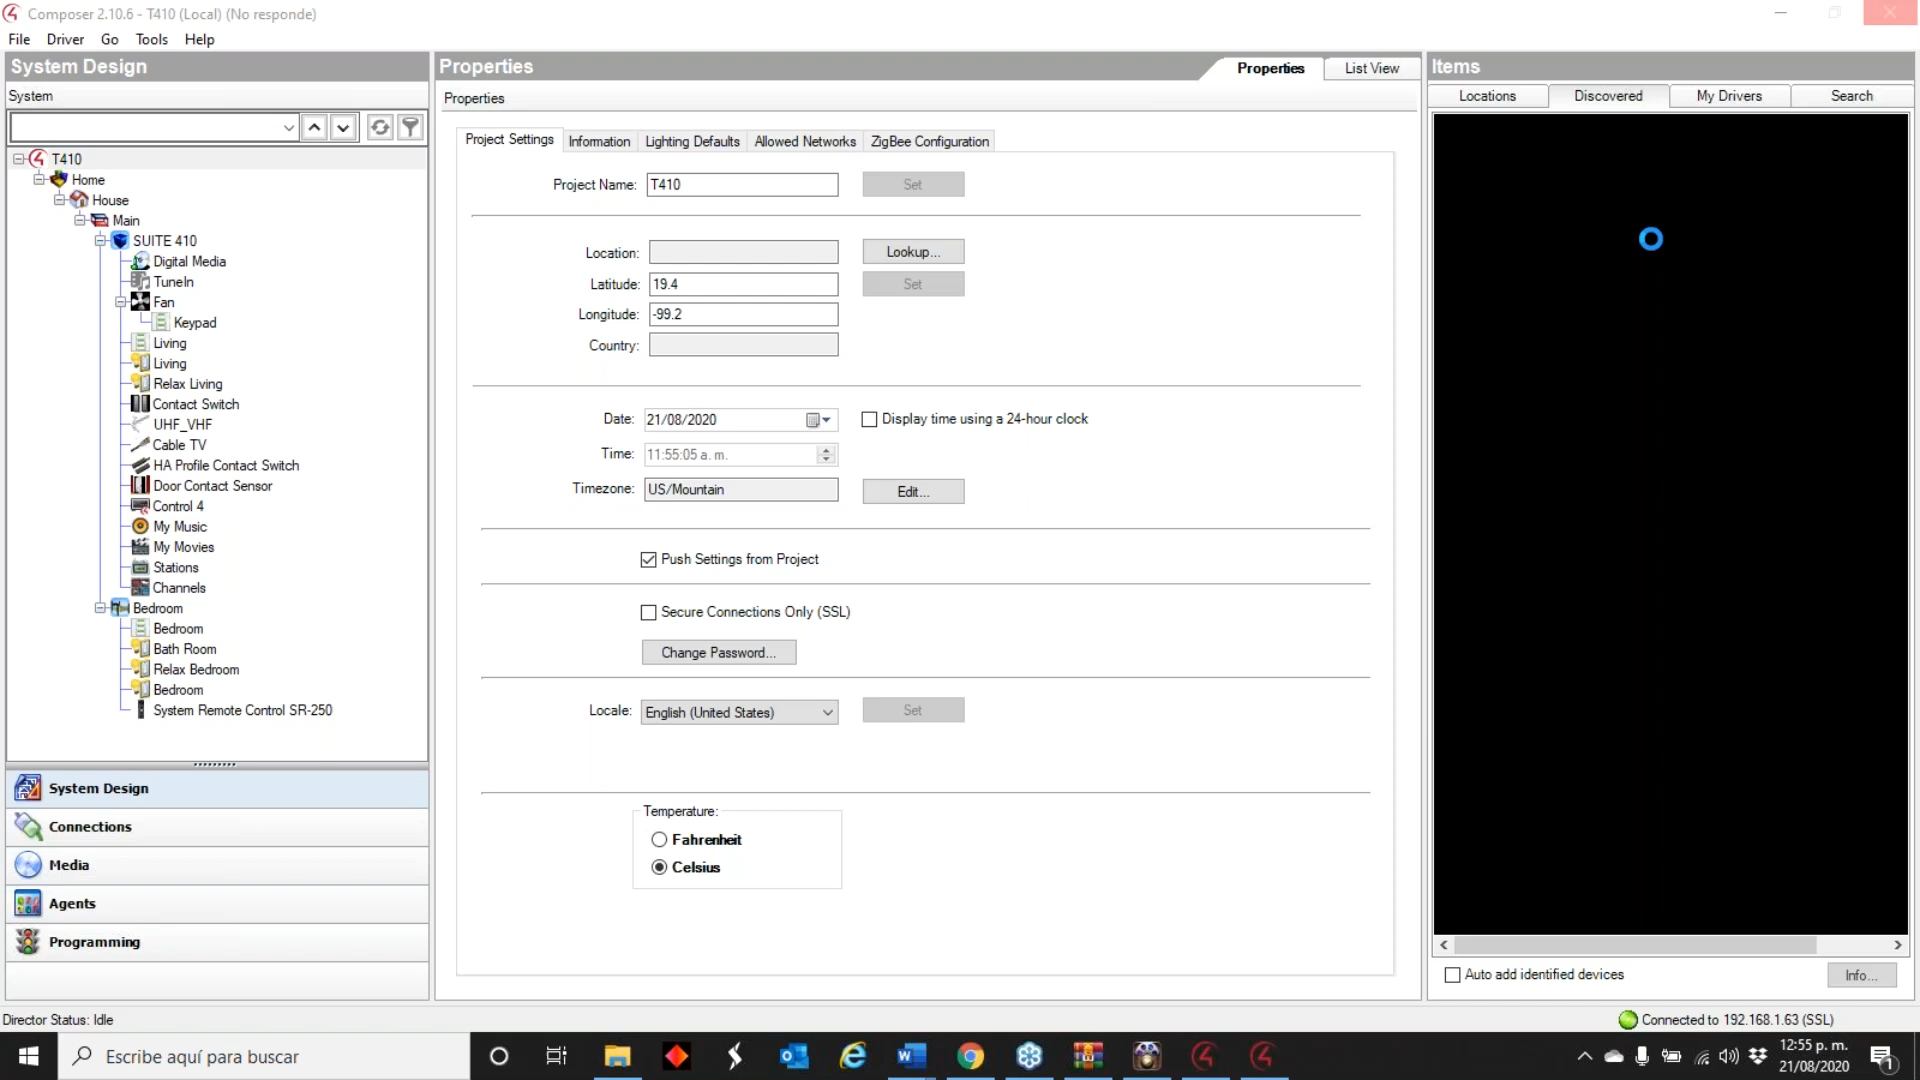 Composer 2.10.6 - T410 (Local) (No responde)
File Driver Go Tools Help
System Design
System
T410
Home
House
Main
SUITE 410
Digital Media
TuneIn
Fan
Keypad
Living
Living
Relax Living
Contact Switch
UHF_VHF
Cable TV
HA Profile Contact Switch
Door Contact Sensor
Control 4
My Music
My Movies
Stations
Channels
Bedroom
Bedroom
Bath Room
Relax Bedroom
Bedroom
System Remote Control SR-250
System Design
Connections
Media
Agents
Programming
Properties
Properties List View
Properties
Project Settings Information Lighting Defaults Allowed Networks ZigBee Configuration
Project Name: T410 Set
Location: Lookup...
Latitude: 19.4 Set
Longitude: -99.2
Country:
Date: 21/08/2020 Display time using a 24-hour clock
Time: 11:55:05 a. m.
Timezone: US/Mountain Edit...
Push Settings from Project
Secure Connections Only (SSL)
Change Password...
Locale: English (United States) Set
Temperature:
Fahrenheit
Celsius
Items
Locations Discovered My Drivers Search
Auto add identified devices Info...
Director Status: Idle
Connected to 192.168.1.63 (SSL)
Escribe aquí para buscar
12:55 p. m.
21/08/2020
1